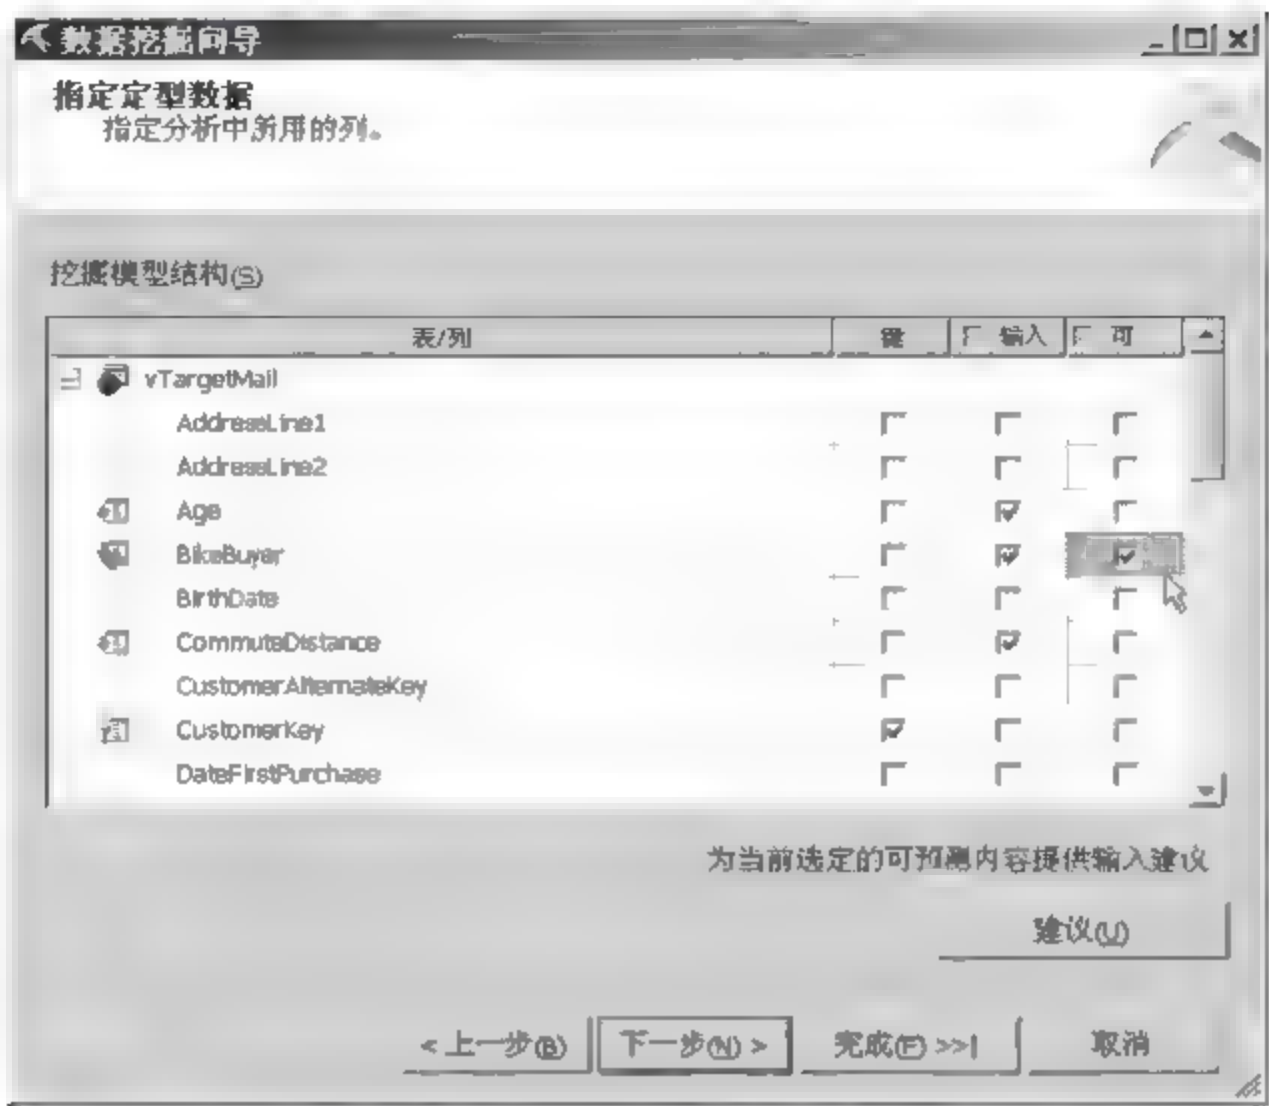 数据挖掘向导
指定定型数据
指定分析中所用的列。
挖掘模型结构(S)
表/列 键 输入 可
vTargetMail
AddressLine1
AddressLine2
Age
BikeBuyer
BirthDate
CommuteDistance
CustomerAlternateKey
CustomerKey
DateFirstPurchase
为当前选定的可预测内容提供输入建议
建议(U)
<上一步(B) 下一步(N)> 完成(F)>>| 取消